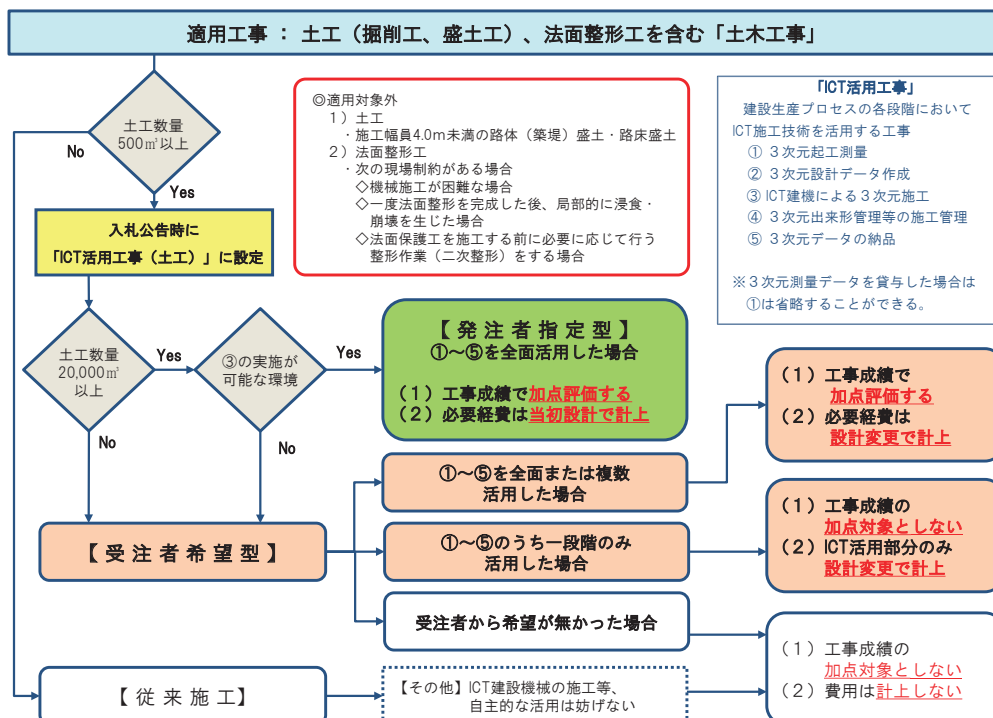 適用工事 ： 土工（掘削工、盛土工）、法面整形工を含む「土木工事」
土工数量
500㎥以上
No
Yes
入札公告時に
「ICT活用工事（土工）」に設定
◎適用対象外
１）土工
・施工幅員4.0m未満の路体（築堤）盛土・路床盛土
２）法面整形工
・次の現場制約がある場合
◇機械施工が困難な場合
◇一度法面整形を完成した後、局部的に浸食・
崩壊を生じた場合
◇法面保護工を施工する前に必要に応じて行う
整形作業（二次整形）をする場合
「ICT活用工事」
建設生産プロセスの各段階において
ICT施工技術を活用する工事
① ３次元起工測量
② ３次元設計データ作成
③ ICT建機による３次元施工
④ ３次元出来形管理等の施工管理
⑤ ３次元データの納品
※３次元測量データを貸与した場合は
①は省略することができる。
土工数量
20,000㎥
以上
Yes
No
③の実施が
可能な環境
Yes
No
【 発 注 者 指 定 型 】
①～⑤を全面活用した場合
（１）工事成績で加点評価する
（２）必要経費は当初設計で計上
【 受 注 者 希 望 型 】
①～⑤を全面または複数
活用した場合
（１）工事成績で
加点評価する
（２）必要経費は
設計変更で計上
①～⑤のうち一段階のみ
活用した場合
（１）工事成績の
加点対象としない
（２）ICT活用部分のみ
設計変更で計上
受注者から希望が無かった場合
【 従 来 施 工 】
【その他】ICT建設機械の施工等、
自主的な活用は妨げない
（１）工事成績の
加点対象としない
（２）費用は計上しない